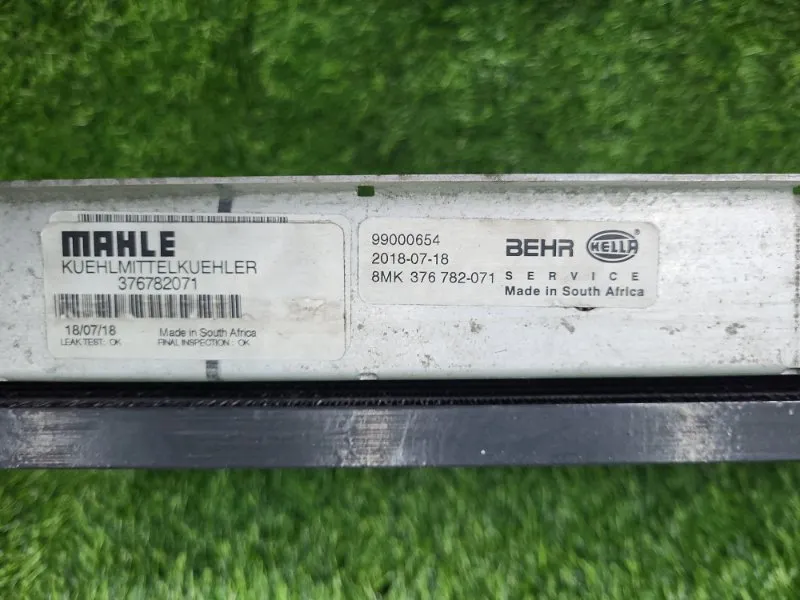 MAHLE
KUEHLMITTELKUEHLER
376782071
18/07/18 Made in South Africa
LEAK TEST: OK FINAL INSPECTION : OK
99000654
2018-07-18
8MK 376 782-071
BEHR HELLA
SERVICE
Made in South Africa